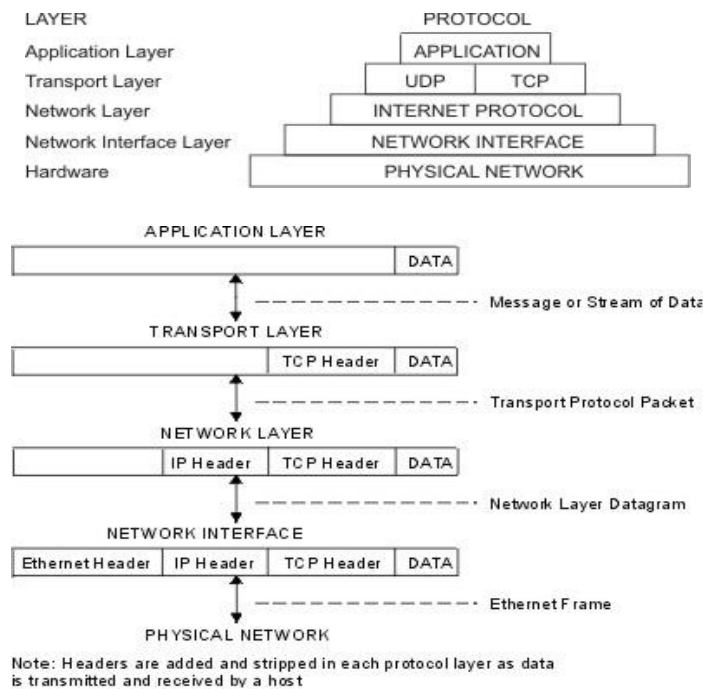 LAYER PROTOCOL
Application Layer APPLICATION
Transport Layer UDP TCP
Network Layer INTERNET PROTOCOL
Network Interface Layer NETWORK INTERFACE
Hardware PHYSICAL NETWORK
APPLICATION LAYER
DATA
Message or Stream of Data
TRANSPORT LAYER
TCP Header DATA
Transport Protocol Packet
NETWORK LAYER
IP Header TCP Header DATA
Network Layer Datagram
NETWORK INTERFACE
Ethernet Header IP Header TCP Header DATA
Ethernet Frame
PHYSICAL NETWORK
Note: Headers are added and stripped in each protocol layer as data
is transmitted and received by a host